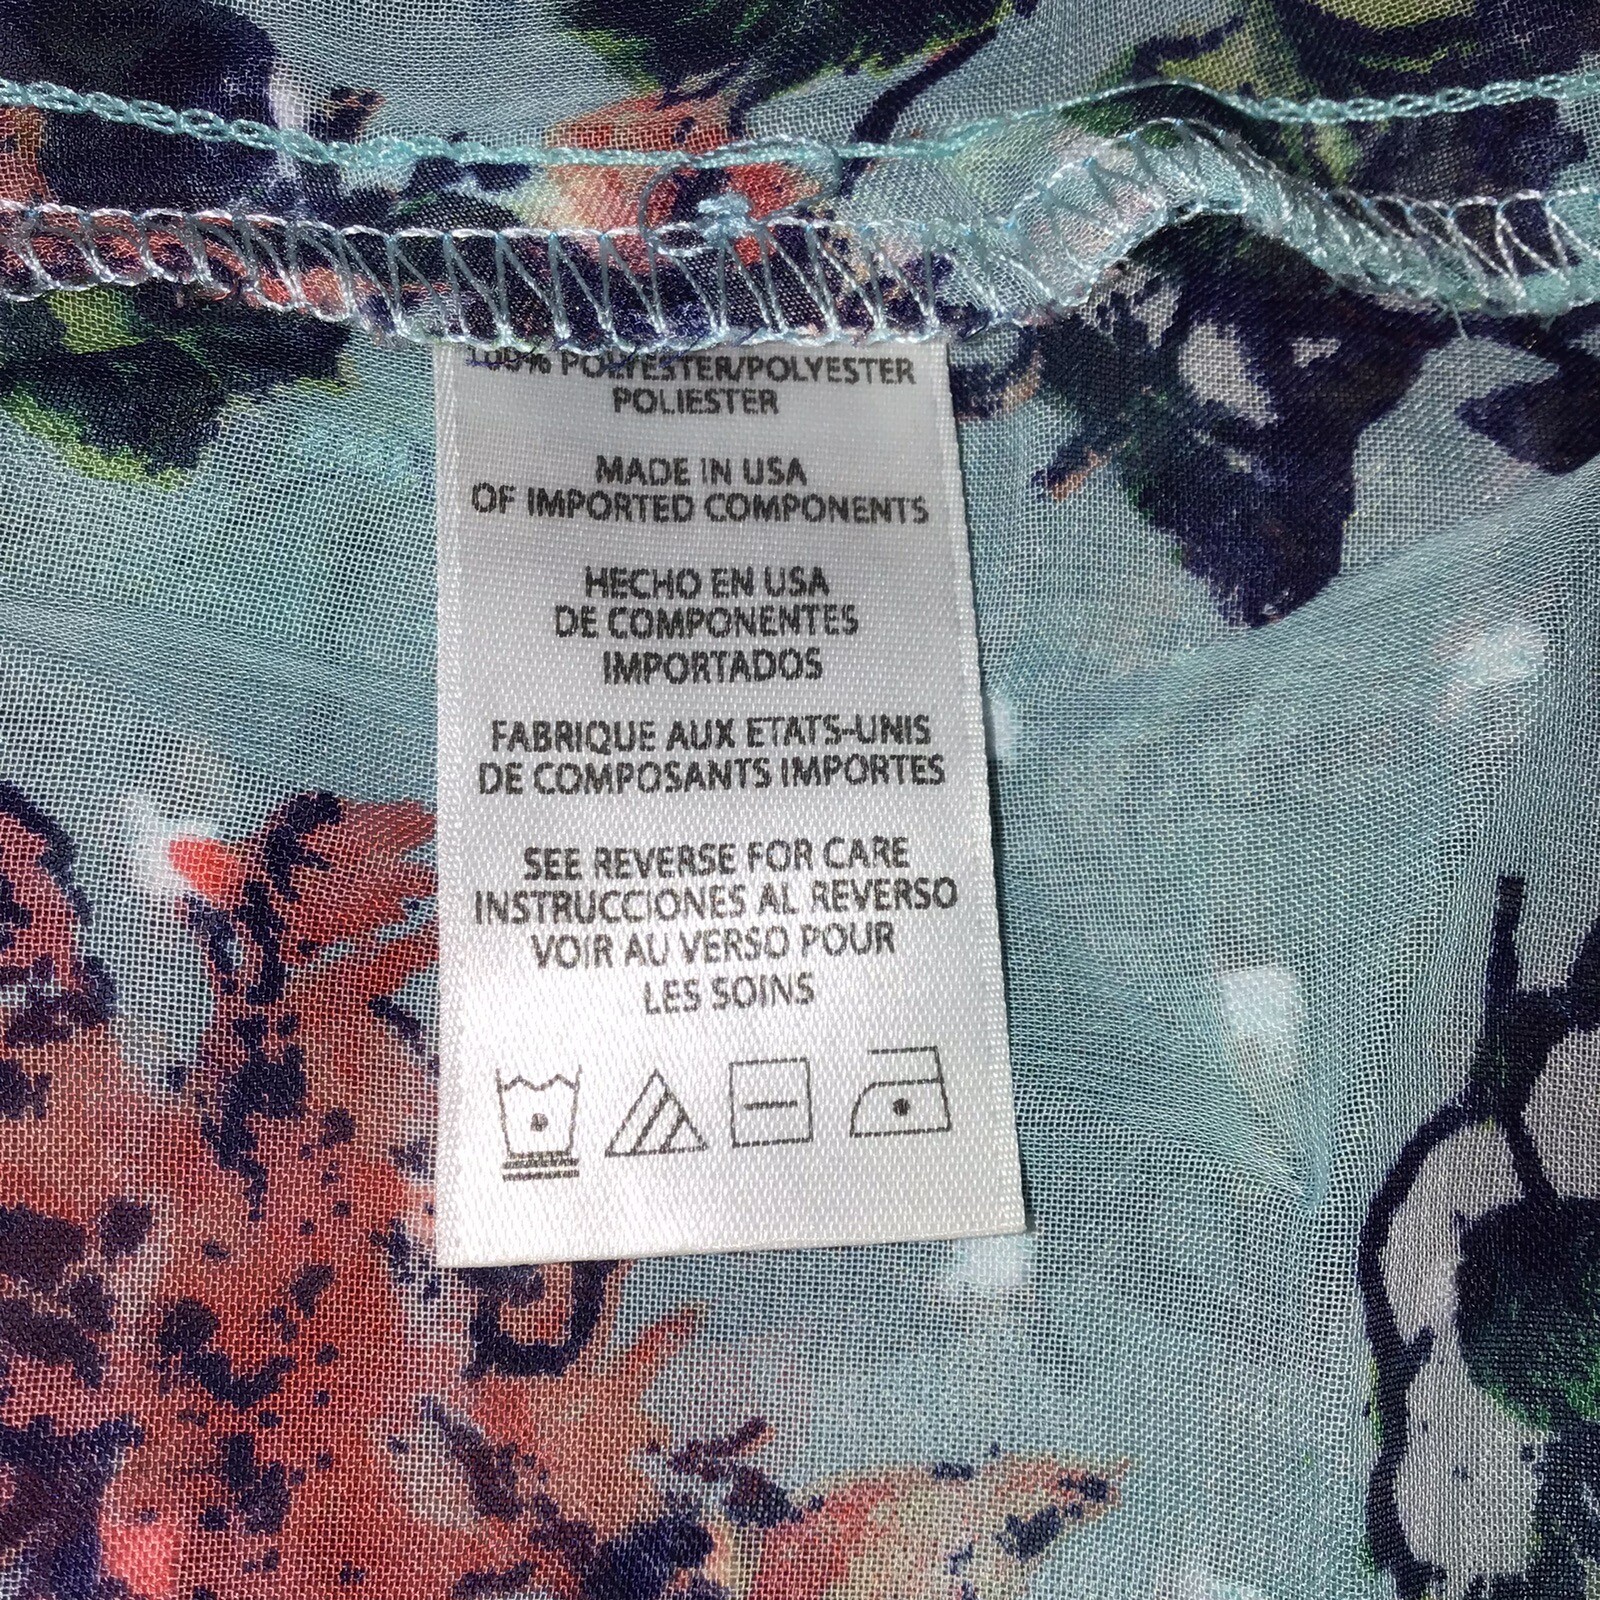 100% POLYESTER/POLYESTER
POLIESTER
MADE IN USA
OF IMPORTED COMPONENTS
HECHO EN USA
DE COMPONENTES
IMPORTADOS
FABRIQUE AUX ETATS-UNIS
DE COMPOSANTS IMPORTES
SEE REVERSE FOR CARE
INSTRUCCIONES AL REVERSO
VOIR AU VERSO POUR
LES SOINS